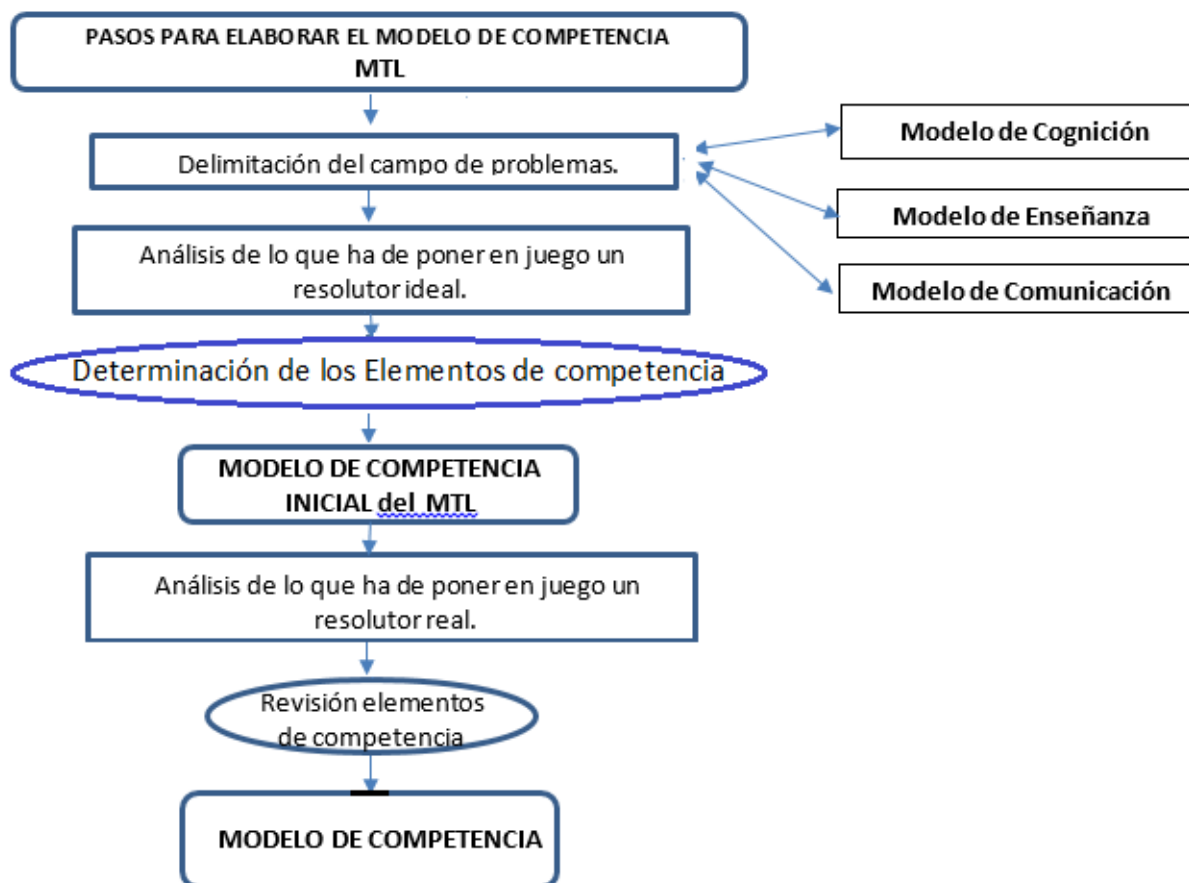 PASOS PARA ELABORAR EL MODELO DE COMPETENCIA
MTL
Delimitación del campo de problemas.
Modelo de Cognición
Modelo de Enseñanza
Modelo de Comunicación
Análisis de lo que ha de poner en juego un
resolutor ideal.
Determinación de los Elementos de competencia
MODELO DE COMPETENCIA
INICIAL del MTL
Análisis de lo que ha de poner en juego un
resolutor real.
Revisión elementos
de competencia
MODELO DE COMPETENCIA